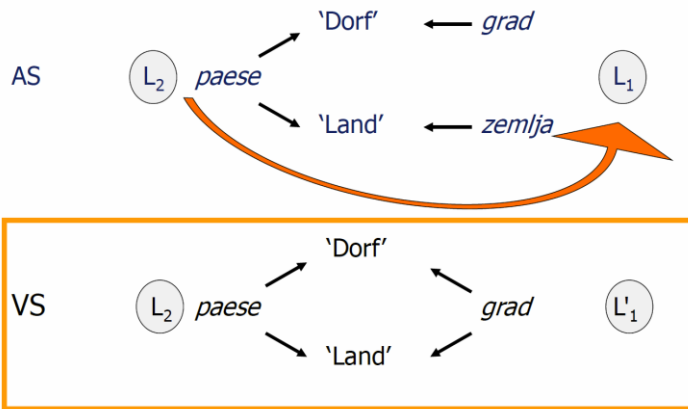 ‘Dorf’ grad
AS L₂ paese L₁
‘Land’ zemlja
‘Dorf’
VS L₂ paese grad L'₁
‘Land’